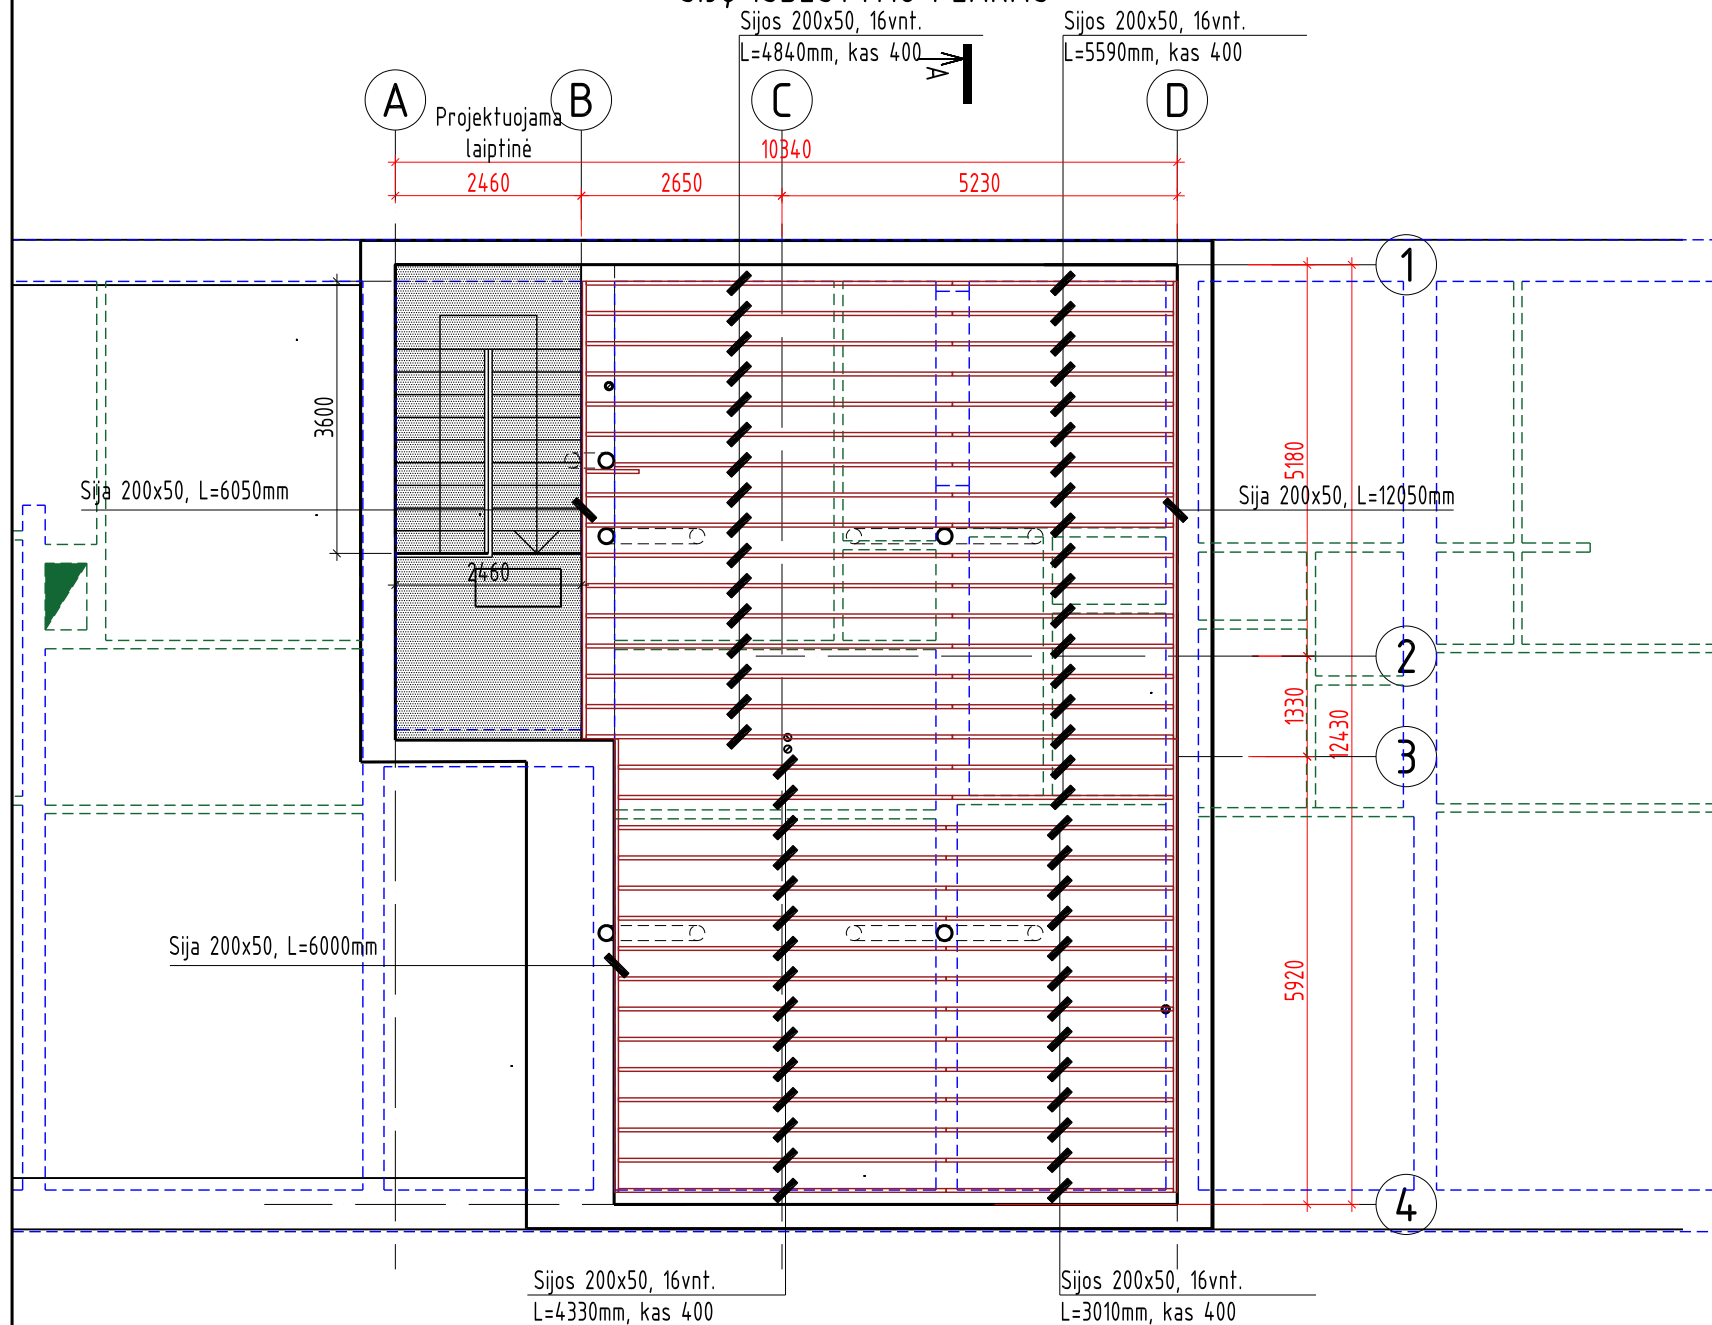 Sijos 200x50, 16vnt.
L=4840mm, kas 400
Sijos 200x50, 16vnt.
L=5590mm, kas 400
A
A
B
C
D
Projektuojama
laiptinė
10340
2460
2650
5230
1
3600
5180
Sija 200x50, L=6050mm
Sija 200x50, L=12050mm
2460
2
1330
12430
3
Sija 200x50, L=6000mm
5920
4
Sijos 200x50, 16vnt.
L=4330mm, kas 400
Sijos 200x50, 16vnt.
L=3010mm, kas 400